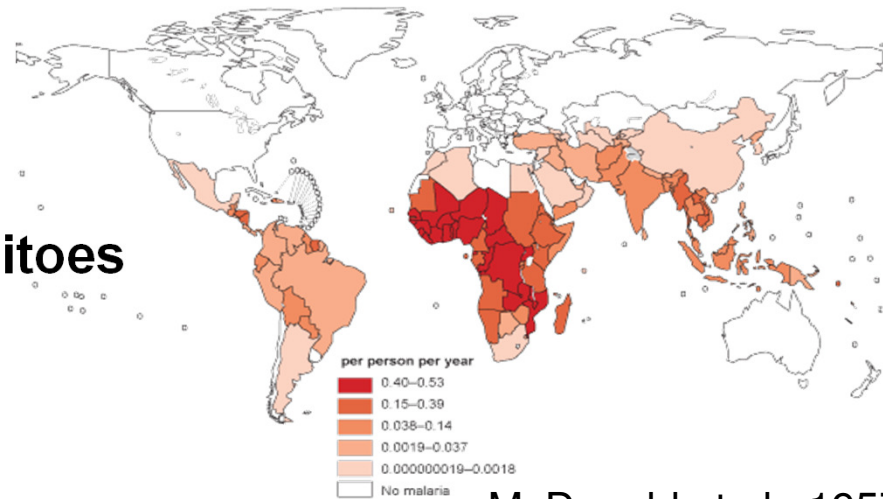 itoes
per person per year
0.40–0.53
0.15–0.39
0.038–0.14
0.0019–0.037
0.000000019–0.0018
No malaria